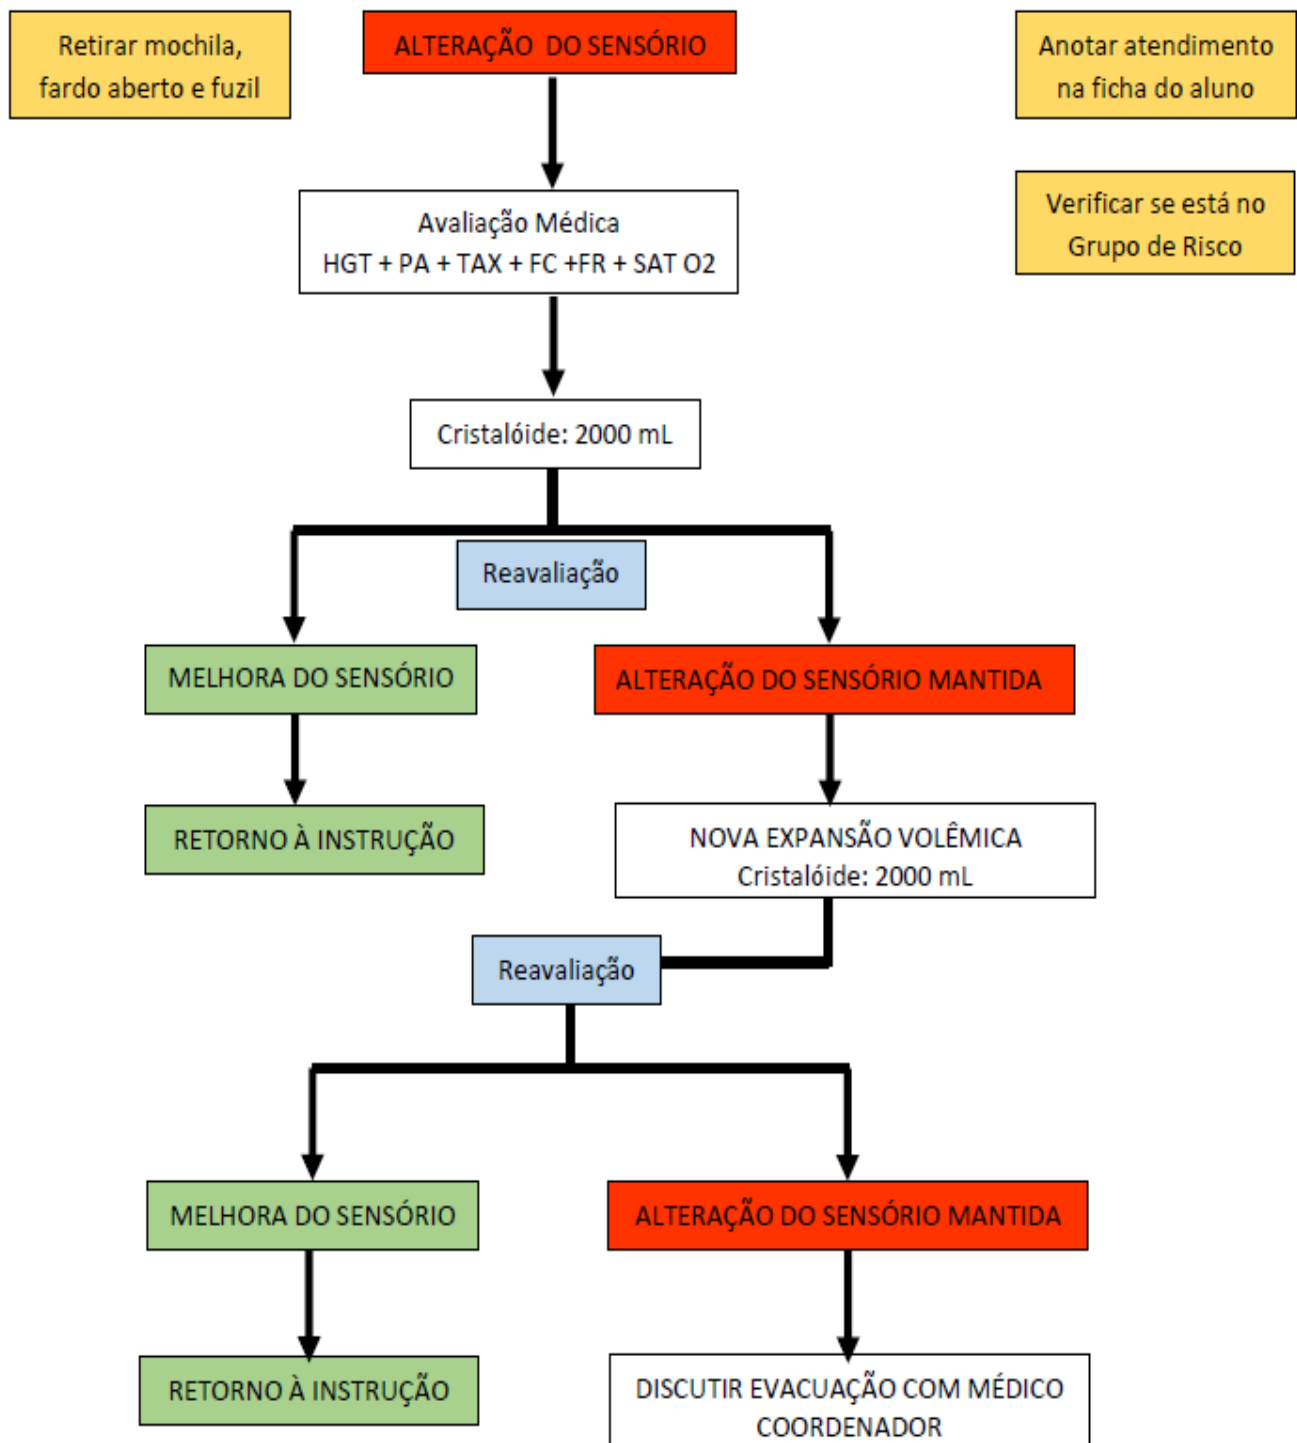 Retirar mochila,
fardo aberto e fuzil
ALTERAÇÃO DO SENSÓRIO
Anotar atendimento
na ficha do aluno
Verificar se está no
Grupo de Risco
Avaliação Médica
HGT + PA + TAX + FC +FR + SAT O2
Cristalóide: 2000 mL
Reavaliação
MELHORA DO SENSÓRIO
ALTERAÇÃO DO SENSÓRIO MANTIDA
RETORNO À INSTRUÇÃO
NOVA EXPANSÃO VOLÊMICA
Cristalóide: 2000 mL
Reavaliação
MELHORA DO SENSÓRIO
ALTERAÇÃO DO SENSÓRIO MANTIDA
RETORNO À INSTRUÇÃO
DISCUTIR EVACUAÇÃO COM MÉDICO
COORDENADOR